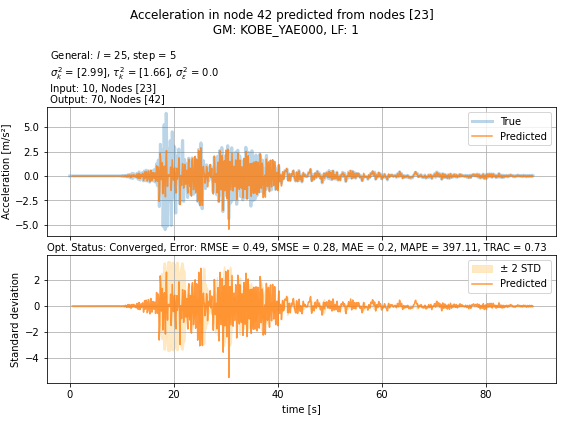 Acceleration in node 42 predicted from nodes [23]
GM: KOBE_YAE000, LF: 1
General: l = 25, step = 5
σ²ₖ = [2.99], τ²ₖ = [1.66], σ²ε = 0.0
Input: 10, Nodes [23]
Output: 70, Nodes [42]
True
Predicted
Acceleration [m/s²]
5.0
2.5
0.0
−2.5
−5.0
Opt. Status: Converged, Error: RMSE = 0.49, SMSE = 0.28, MAE = 0.2, MAPE = 397.11, TRAC = 0.73
± 2 STD
Predicted
Standard deviation
2
0
−2
−4
0 20 40 60 80
time [s]